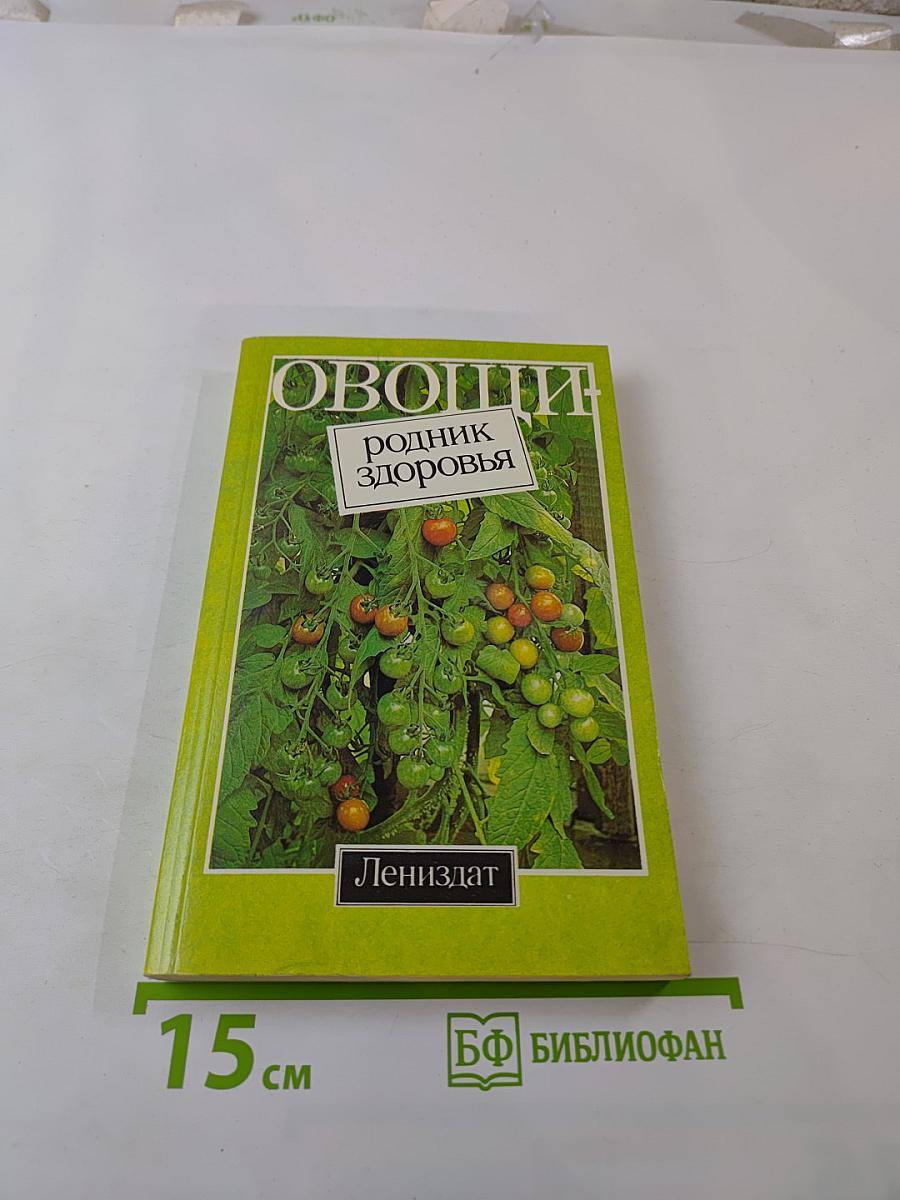 ОВОЩИ-
родник
здоровья
Лениздат
15 см
БФ БИБЛИОФАН